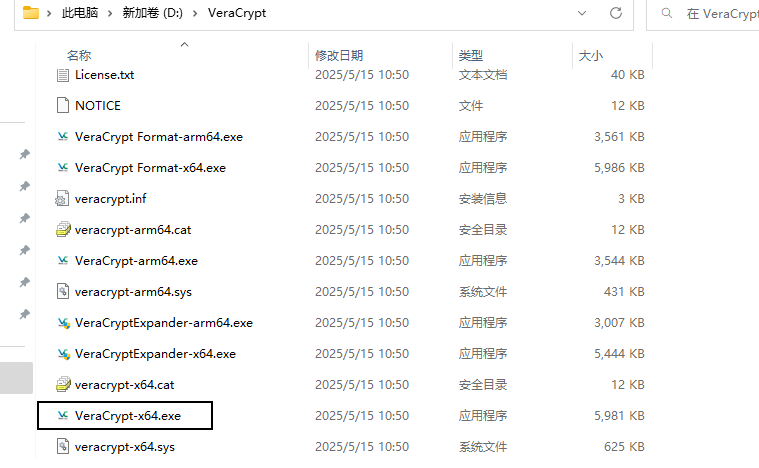 此电脑 › 新加卷 (D:) › VeraCrypt
在 VeraCrypt
名称 修改日期 类型 大小
License.txt 2025/5/15 10:50 文本文档 40 KB
NOTICE 2025/5/15 10:50 文件 12 KB
VeraCrypt Format-arm64.exe 2025/5/15 10:50 应用程序 3,561 KB
VeraCrypt Format-x64.exe 2025/5/15 10:50 应用程序 5,986 KB
veracrypt.inf 2025/5/15 10:50 安装信息 3 KB
veracrypt-arm64.cat 2025/5/15 10:50 安全目录 12 KB
VeraCrypt-arm64.exe 2025/5/15 10:50 应用程序 3,544 KB
veracrypt-arm64.sys 2025/5/15 10:50 系统文件 431 KB
VeraCryptExpander-arm64.exe 2025/5/15 10:50 应用程序 3,007 KB
VeraCryptExpander-x64.exe 2025/5/15 10:50 应用程序 5,444 KB
veracrypt-x64.cat 2025/5/15 10:50 安全目录 12 KB
VeraCrypt-x64.exe 2025/5/15 10:50 应用程序 5,981 KB
veracrypt-x64.sys 2025/5/15 10:50 系统文件 625 KB